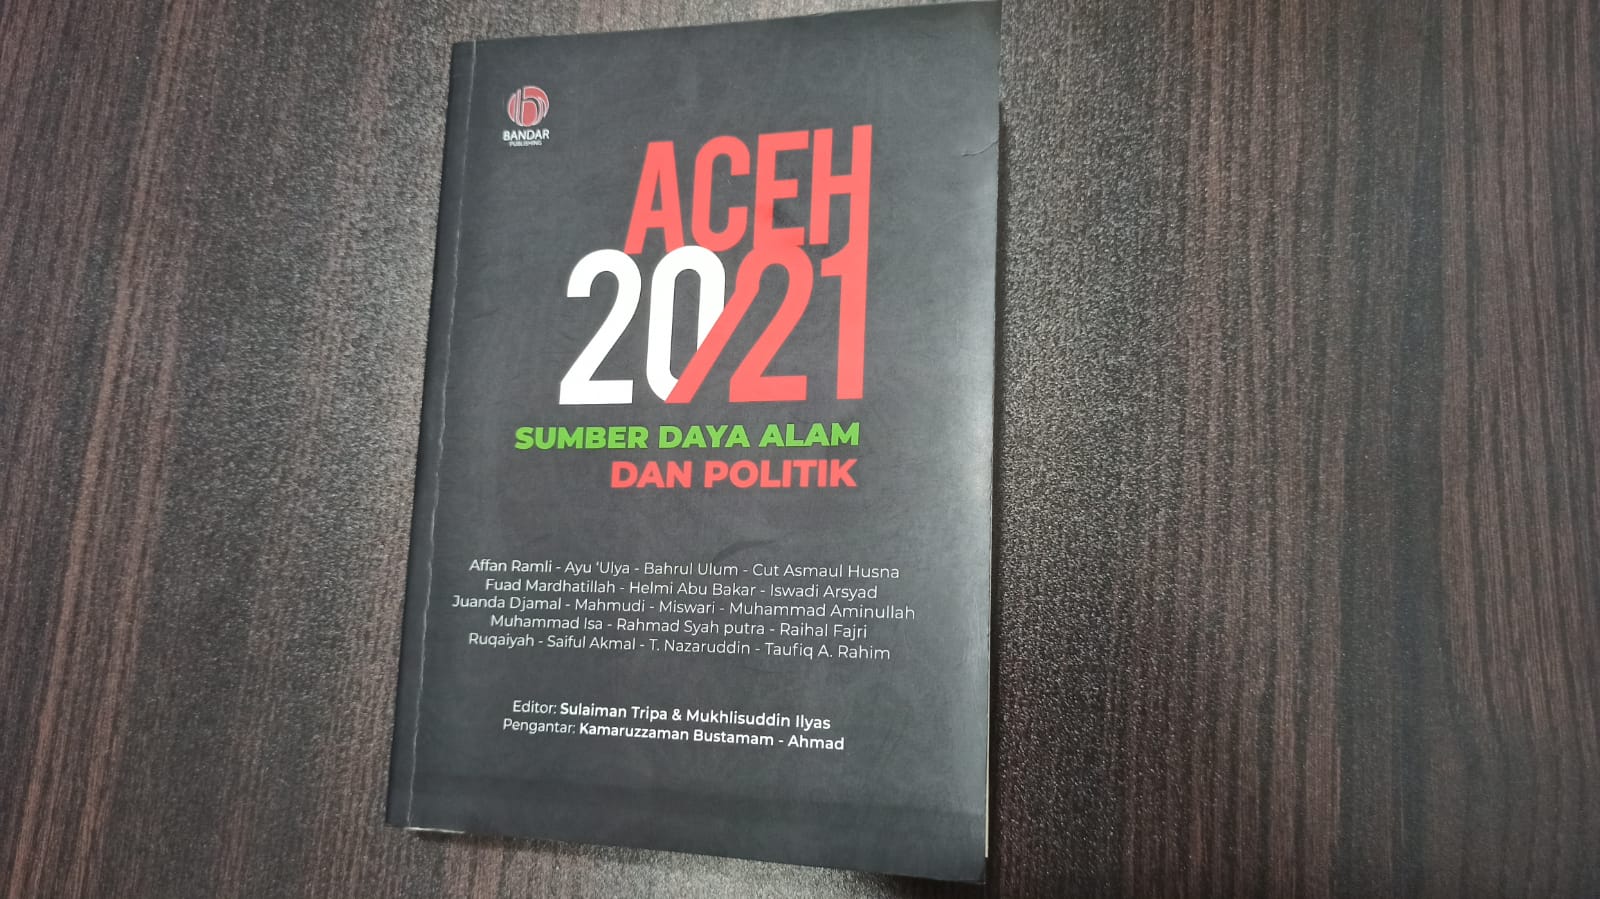 BANDAR
PUBLISHING
ACEH
2021
SUMBER DAYA ALAM
DAN POLITIK
Affan Ramli - Ayu ‘Ulya - Bahrul Ulum - Cut Asmaul Husna
Fuad Mardhatillah - Helmi Abu Bakar - Iswadi Arsyad
Juanda Djamal - Mahmudi - Miswari - Muhammad Aminullah
Muhammad Isa - Rahmad Syah putra - Raihal Fajri
Ruqaiyah - Saiful Akmal - T. Nazaruddin - Taufiq A. Rahim
Editor: Sulaiman Tripa & Mukhlisuddin Ilyas
Pengantar: Kamaruzzaman Bustamam - Ahmad